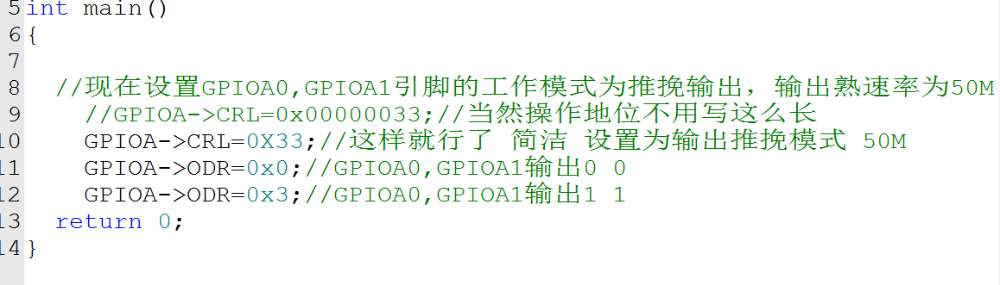 5 int main()
6 {
7
8 //现在设置GPIOA0,GPIOA1引脚的工作模式为推挽输出，输出熟速率为50M
9 //GPIOA->CRL=0x00000033;//当然操作地位不用写这么长
10 GPIOA->CRL=0X33;//这样就行了 简洁 设置为输出推挽模式 50M
11 GPIOA->ODR=0x0;//GPIOA0,GPIOA1输出0 0
12 GPIOA->ODR=0x3;//GPIOA0,GPIOA1输出1 1
13 return 0;
14 }